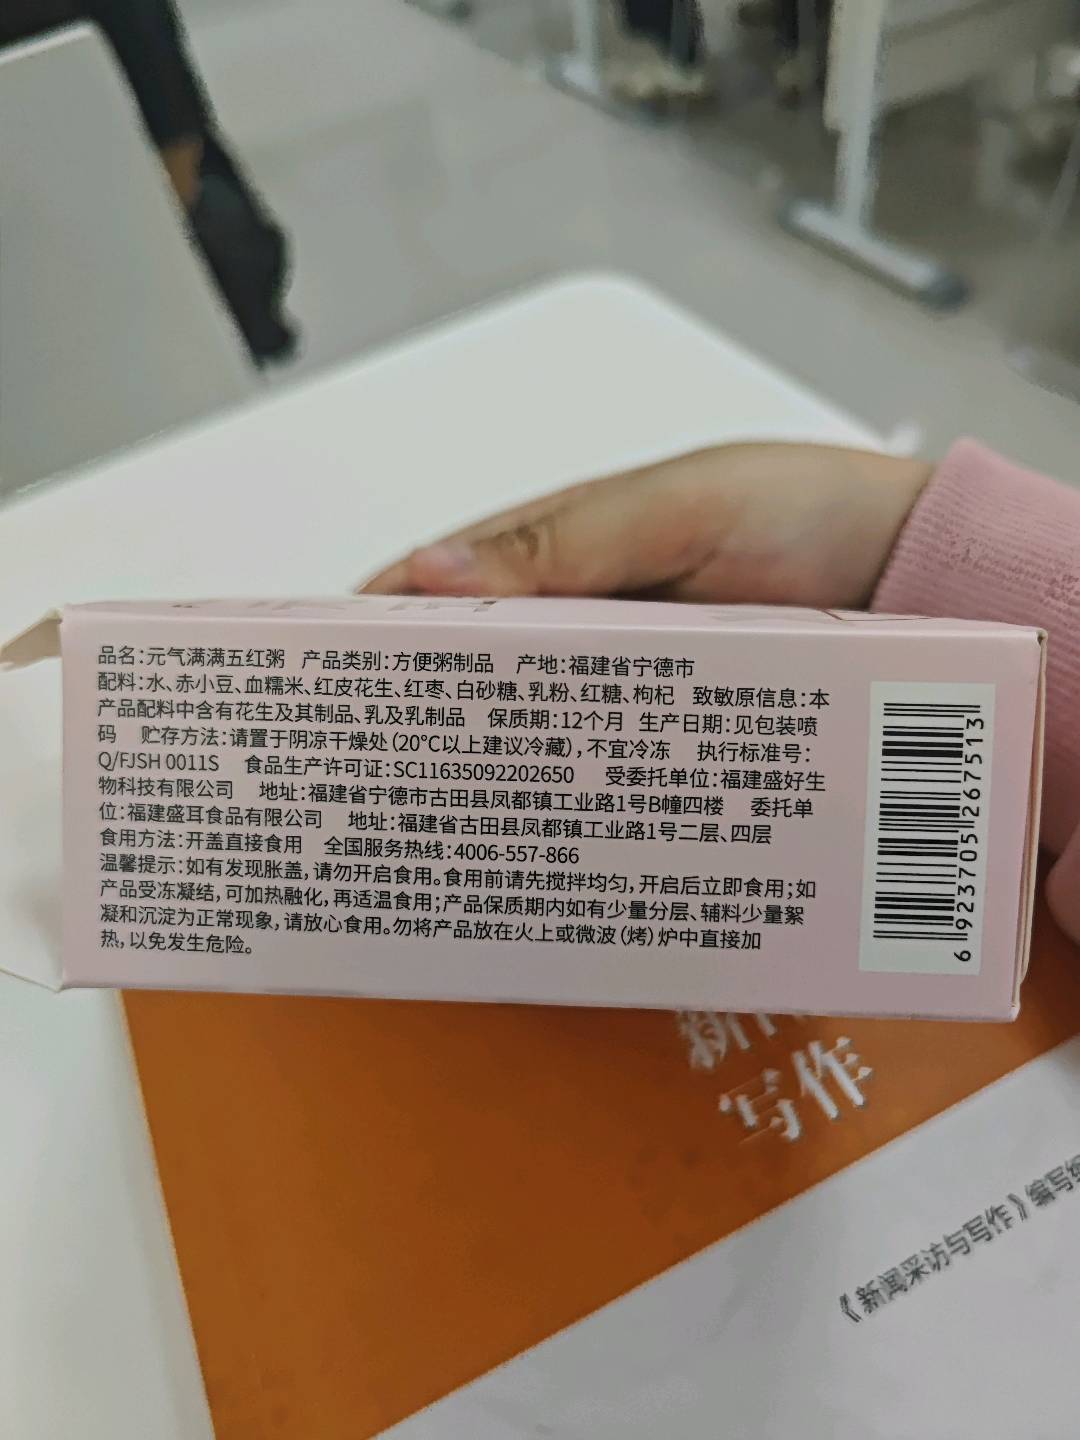 品名：元气满满五红粥 产品类别：方便粥制品 产地：福建省宁德市
配料：水、赤小豆、血糯米、红皮花生、红枣、白砂糖、乳粉、红糖、枸杞 致敏原信息：本
产品配料中含有花生及其制品、乳及乳制品 保质期：12个月 生产日期：见包装喷
码 贮存方法：请置于阴凉干燥处（20℃以上建议冷藏），不宜冷冻 执行标准号：
Q/FJSH 0011S 食品生产许可证：SC11635092202650 受委托单位：福建盛好生
物科技有限公司 地址：福建省宁德市古田县凤都镇工业路1号B幢四楼 委托单
位：福建盛耳食品有限公司 地址：福建省古田县凤都镇工业路1号二层、四层
食用方法：开盖直接食用 全国服务热线：4006-557-866
温馨提示：如有发现胀盖，请勿开启食用。食用前请先搅拌均匀，开启后立即食用；如
产品受冻凝结，可加热融化，再适温食用；产品保质期内如有少量分层、辅料少量絮
凝和沉淀为正常现象，请放心食用。勿将产品放在火上或微波（烤）炉中直接加
热，以免发生危险。
6923705267513
新
写作
《新闻采访与写作》编写组